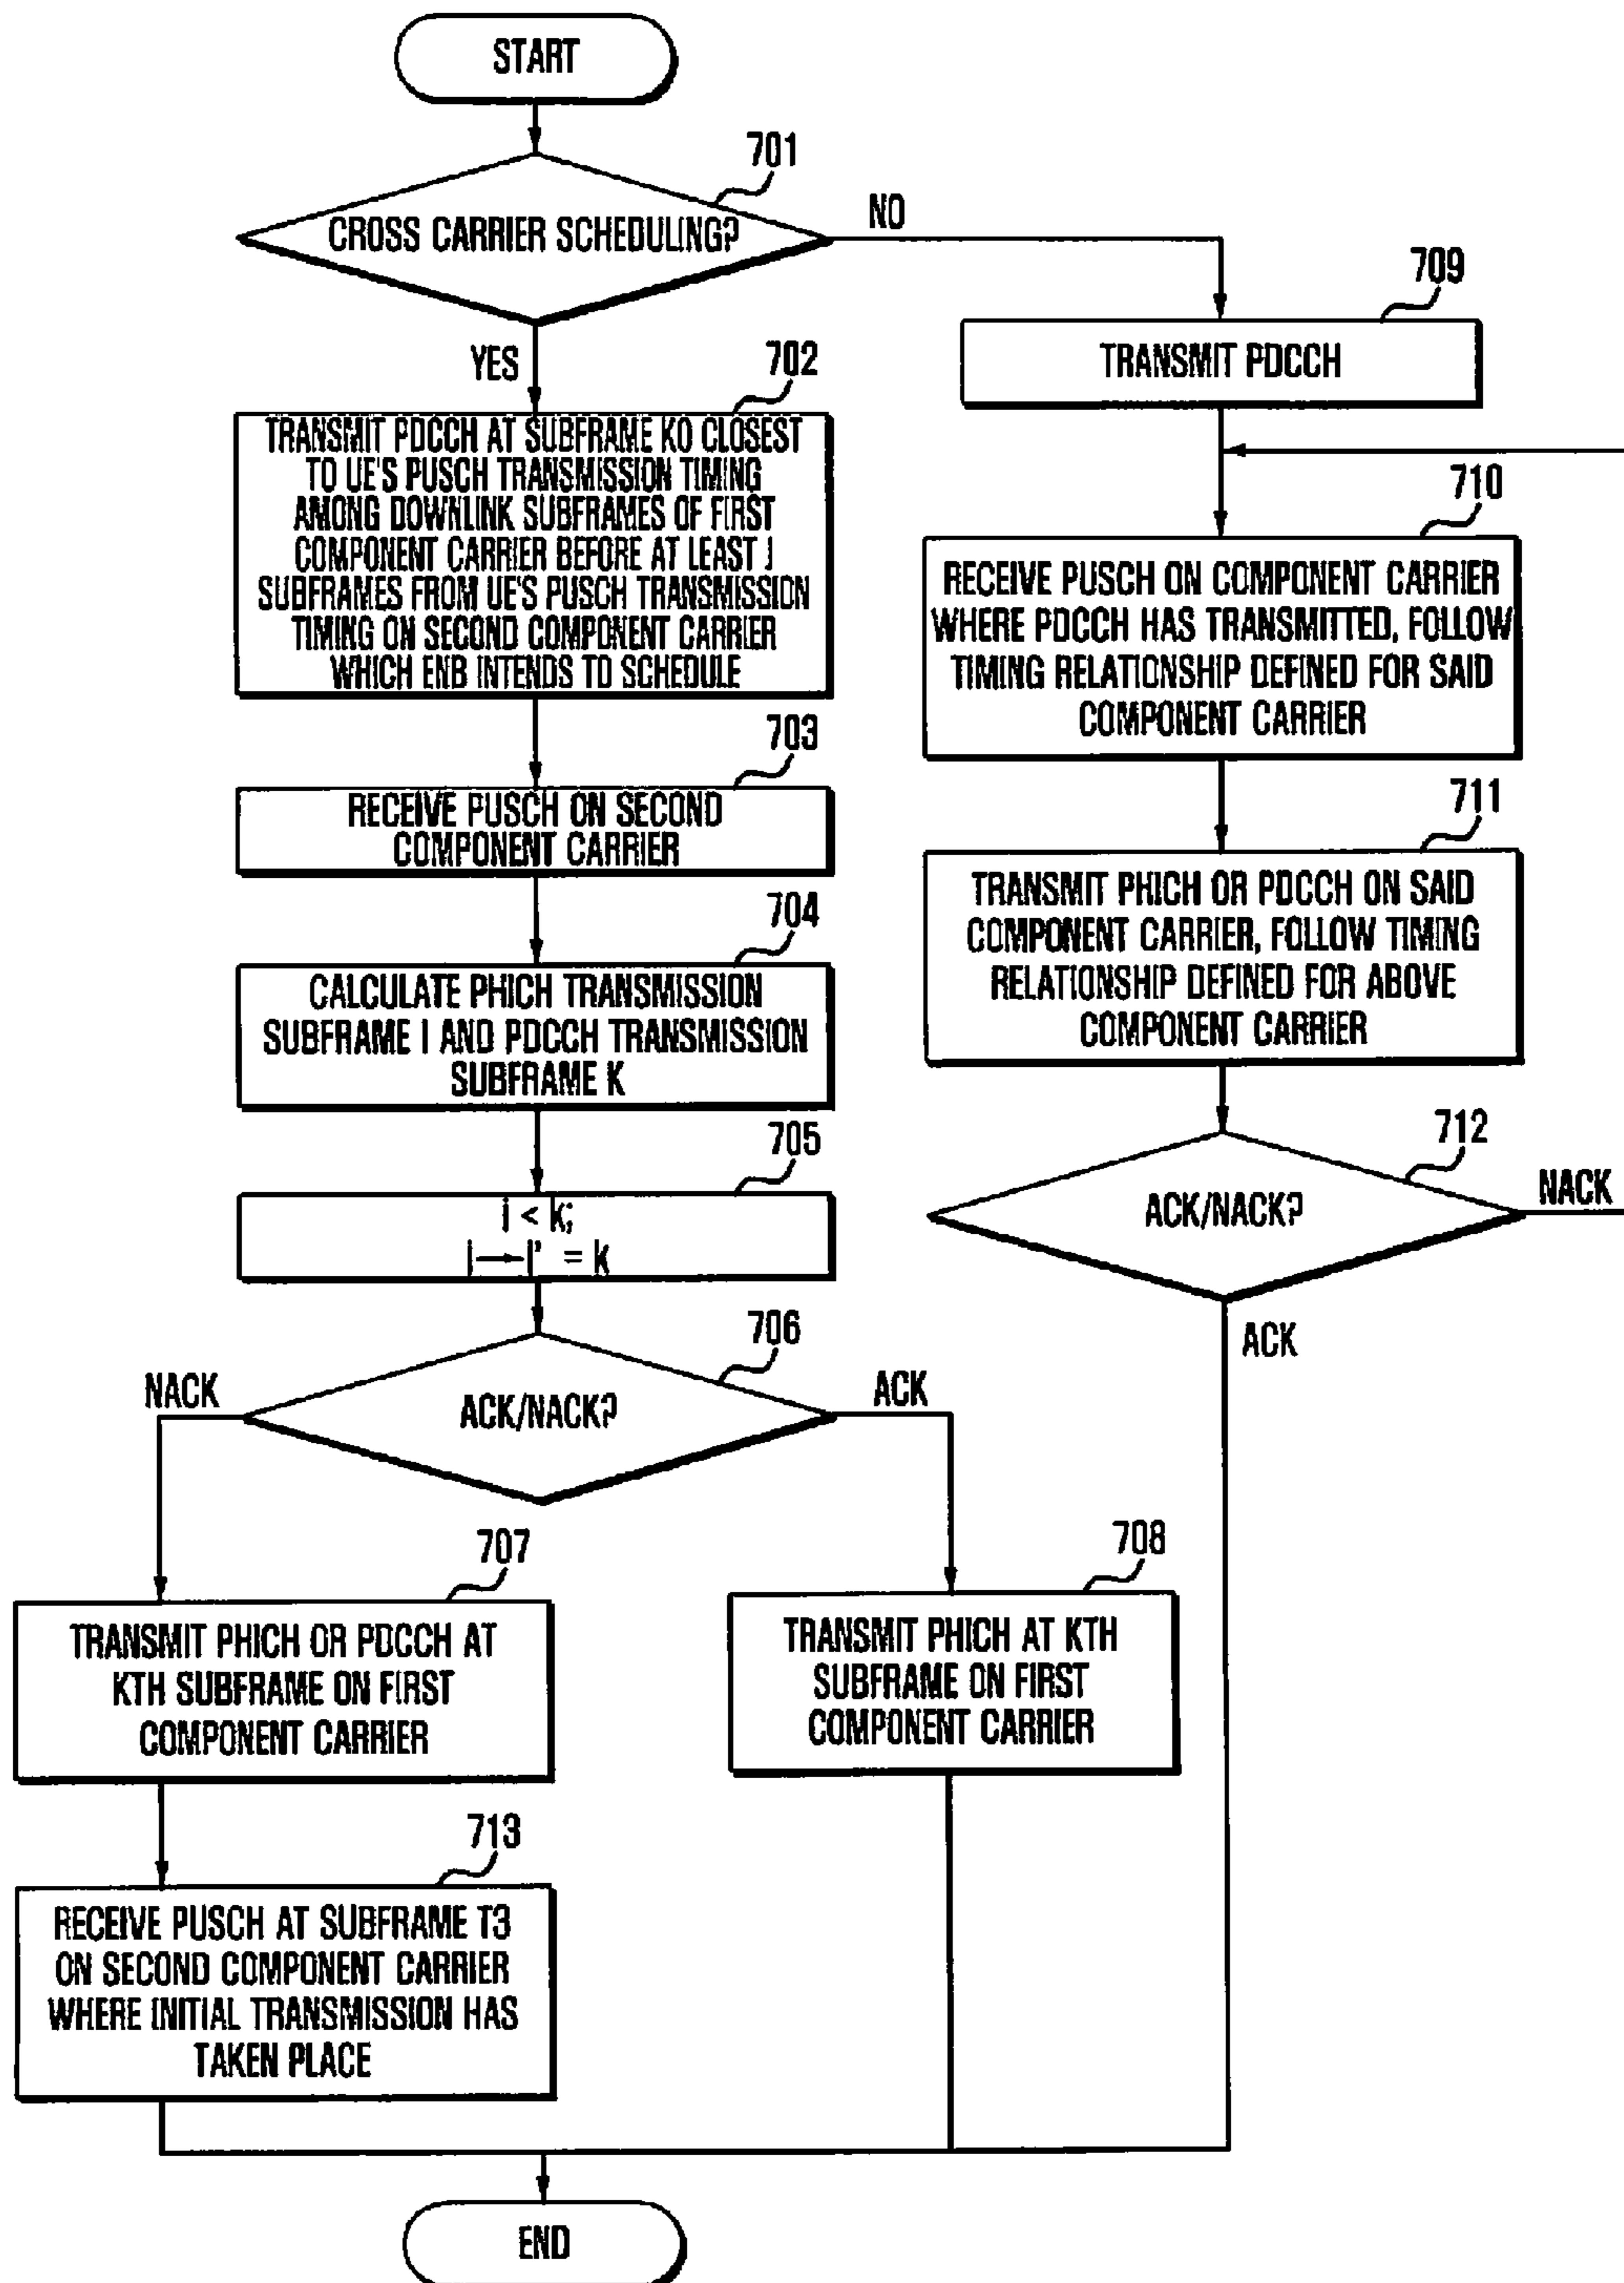 START
701
CROSS CARRIER SCHEDULING?
NO
YES
702
TRANSMIT PDCCH AT SUBFRAME K0 CLOSEST
TO UE'S PUSCH TRANSMISSION TIMING
AMONG DOWNLINK SUBFRAMES OF FIRST
COMPONENT CARRIER BEFORE AT LEAST J
SUBFRAMES FROM UE'S PUSCH TRANSMISSION
TIMING ON SECOND COMPONENT CARRIER
WHICH ENB INTENDS TO SCHEDULE
703
RECEIVE PUSCH ON SECOND
COMPONENT CARRIER
704
CALCULATE PHICH TRANSMISSION
SUBFRAME I AND PDCCH TRANSMISSION
SUBFRAME K
705
i < k;
|→|' = k
706
ACK/NACK?
NACK
ACK
707
TRANSMIT PHICH OR PDCCH AT
KTH SUBFRAME ON FIRST
COMPONENT CARRIER
708
TRANSMIT PHICH AT KTH
SUBFRAME ON FIRST
COMPONENT CARRIER
713
RECEIVE PUSCH AT SUBFRAME T3
ON SECOND COMPONENT CARRIER
WHERE INITIAL TRANSMISSION HAS
TAKEN PLACE
709
TRANSMIT PDCCH
710
RECEIVE PUSCH ON COMPONENT CARRIER
WHERE PDCCH HAS TRANSMITTED, FOLLOW
TIMING RELATIONSHIP DEFINED FOR SAID
COMPONENT CARRIER
711
TRANSMIT PHICH OR PDCCH ON SAID
COMPONENT CARRIER, FOLLOW TIMING
RELATIONSHIP DEFINED FOR ABOVE
COMPONENT CARRIER
712
ACK/NACK?
NACK
ACK
END